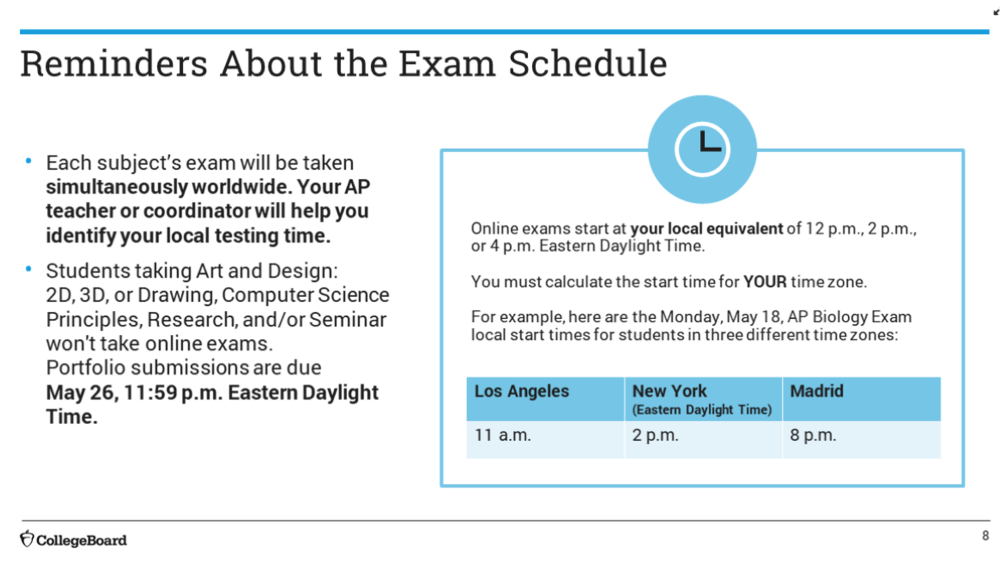 Reminders About the Exam Schedule
• Each subject's exam will be taken
simultaneously worldwide. Your AP
teacher or coordinator will help you
identify your local testing time.
• Students taking Art and Design:
2D, 3D, or Drawing, Computer Science
Principles, Research, and/or Seminar
won't take online exams.
Portfolio submissions are due
May 26, 11:59 p.m. Eastern Daylight
Time.
Online exams start at your local equivalent of 12 p.m., 2 p.m.,
or 4 p.m. Eastern Daylight Time.
You must calculate the start time for YOUR time zone.
For example, here are the Monday, May 18, AP Biology Exam
local start times for students in three different time zones:
Los Angeles New York Madrid
(Eastern Daylight Time)
11 a.m. 2 p.m. 8 p.m.
CollegeBoard 8